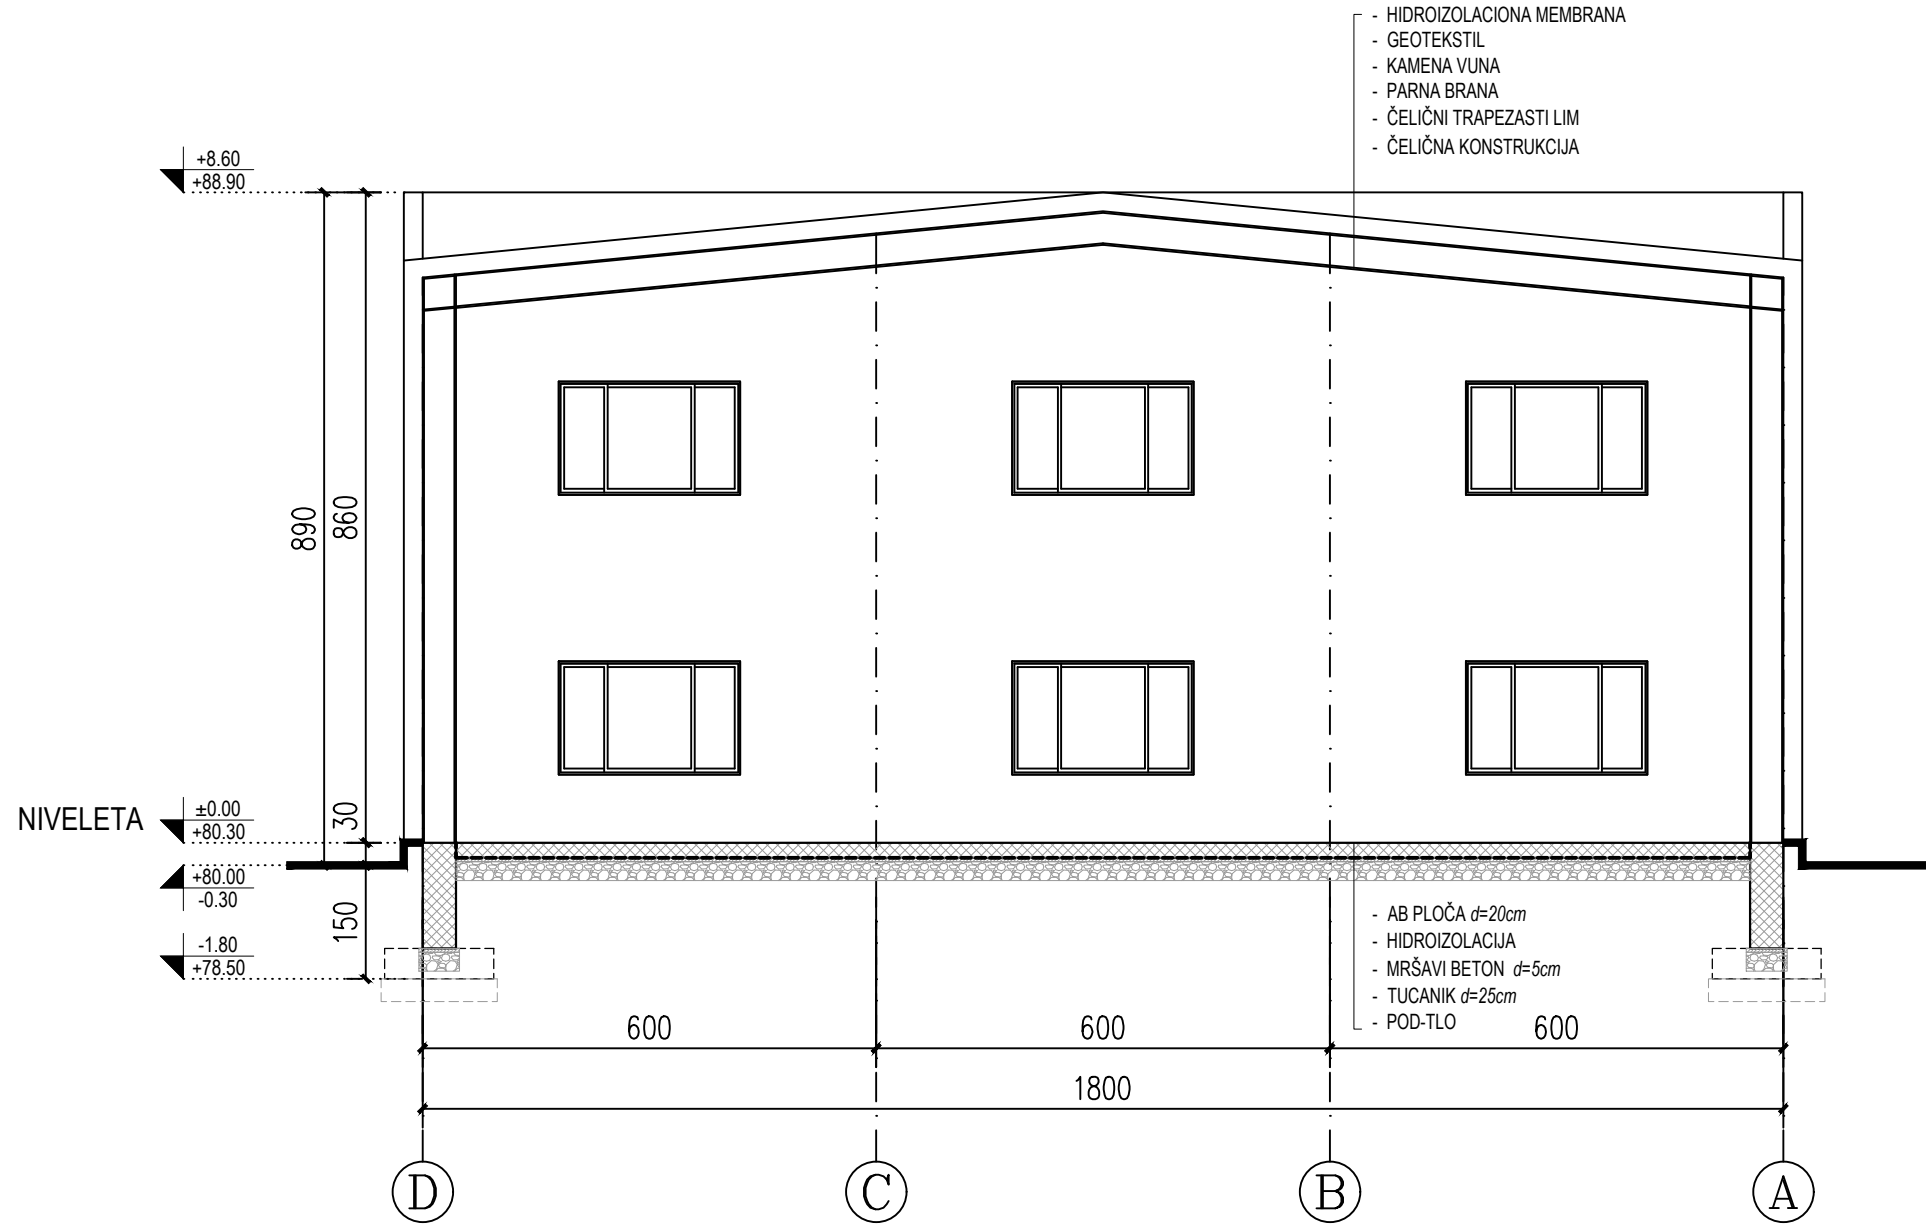 - HIDROIZOLACIONA MEMBRANA
- GEOTEKSTIL
- KAMENA VUNA
- PARNA BRANA
- ČELIČNI TRAPEZASTI LIM
- ČELIČNA KONSTRUKCIJA
+8.60
+88.90
890
860
NIVELETA
±0.00
+80.30
30
+80.00
-0.30
150
-1.80
+78.50
- AB PLOČA d=20cm
- HIDROIZOLACIJA
- MRŠAVI BETON d=5cm
- TUCANIK d=25cm
- POD-TLO
600
600
600
1800
D
C
B
A